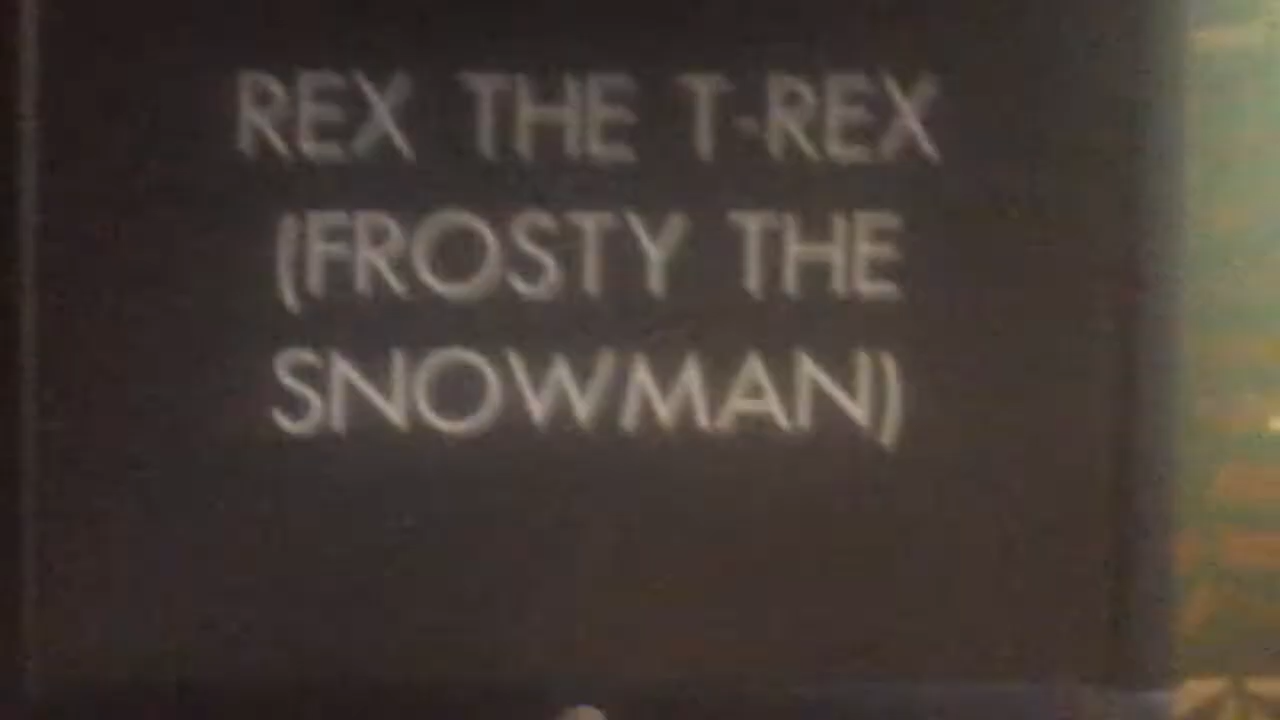 REX THE T-REX
(FROSTY THE
SNOWMAN)